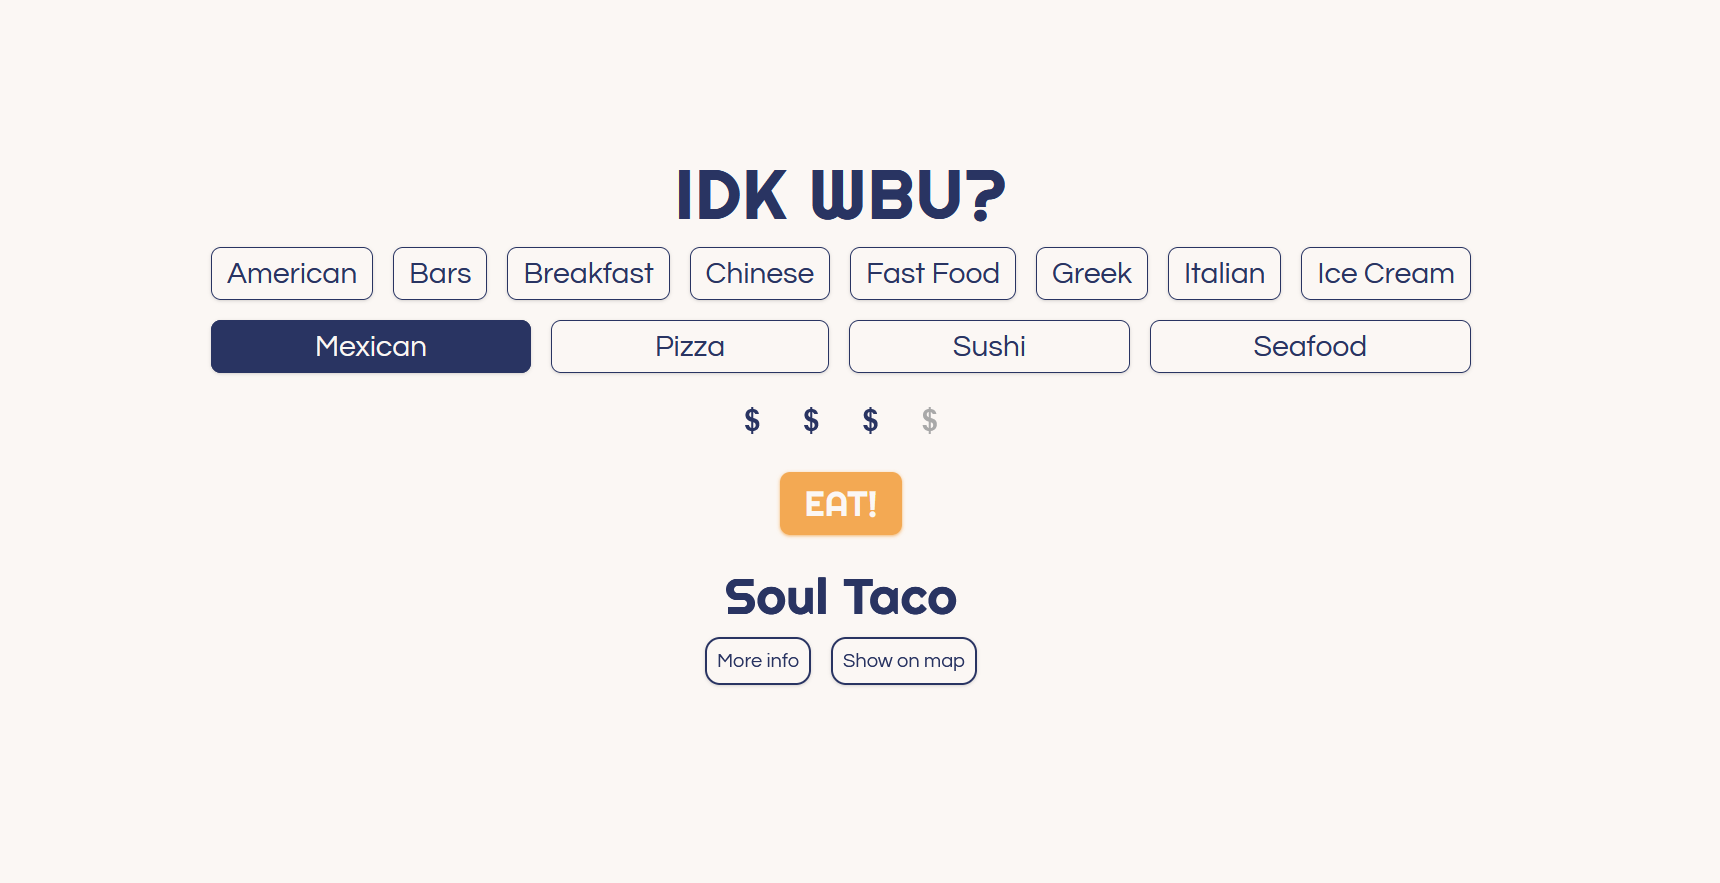 IDK WBU?
American Bars Breakfast Chinese Fast Food Greek Italian Ice Cream
Mexican Pizza Sushi Seafood
$ $ $ $
EAT!
Soul Taco
More info Show on map